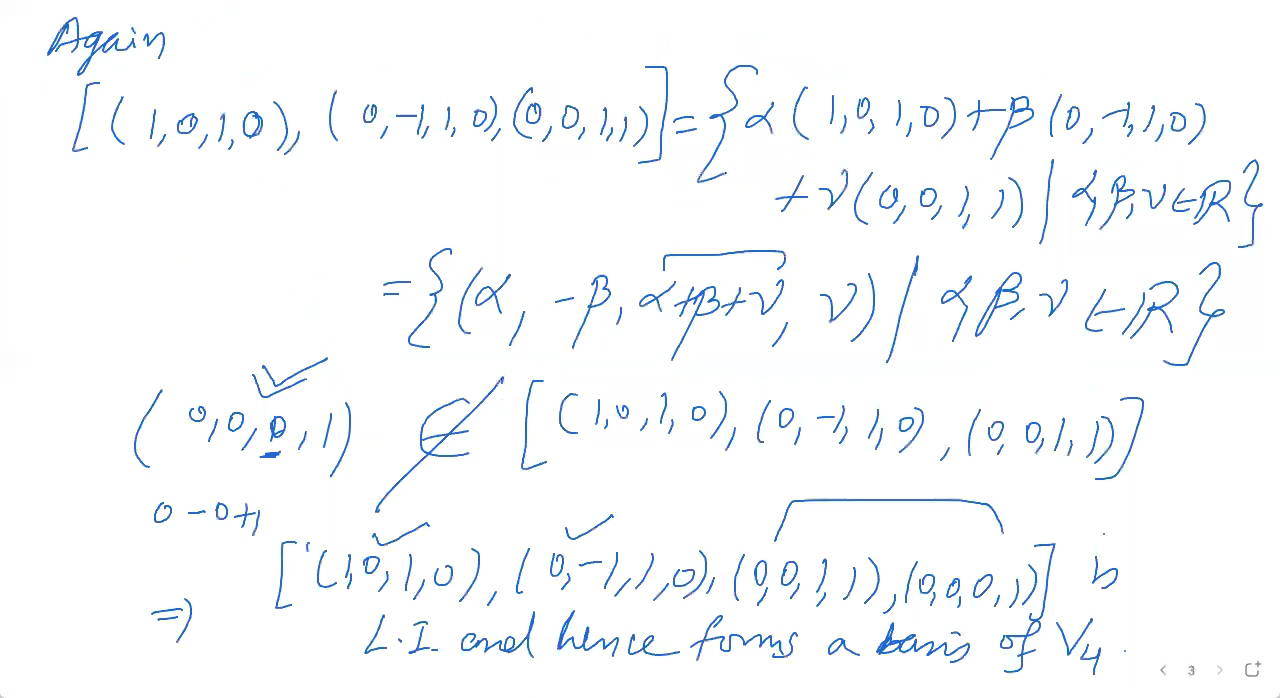 Again
[(1,0,1,0), (0,-1,1,0)(0,0,1,1)] = {α(1,0,1,0)+β(0,-1,1,0)
+ν(0,0,1,1) | α,β,ν∈R}
= {(α, -β, α+β+ν, ν) | α,β,ν∈R}
(0,0,0,1) ∉ [(1,0,1,0), (0,-1,1,0), (0,0,1,1)]
0-0+1
⇒ [(1,0,1,0), (0,-1,1,0), (0,0,1,1), (0,0,0,1)] is
L.I and hence forms a basis of V₄.
< 3 >